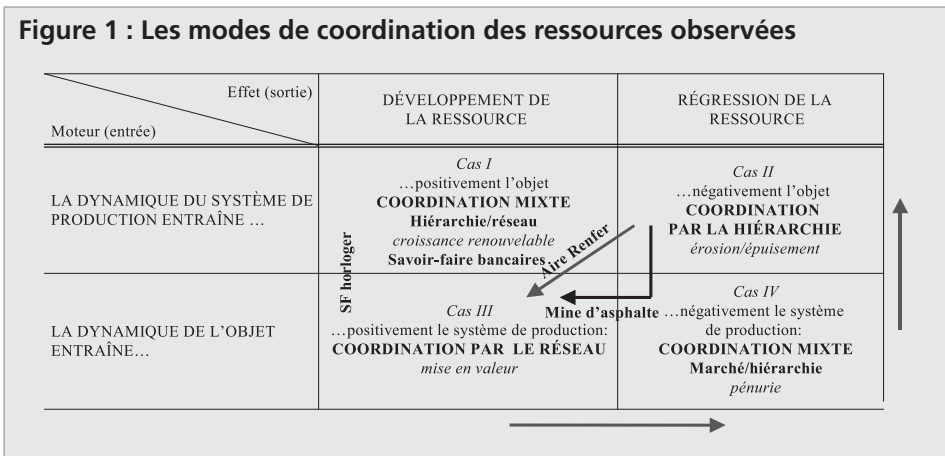 Figure 1 : Les modes de coordination des ressources observées
Effet (sortie)
Moteur (entrée)
DÉVELOPPEMENT DE
LA RESSOURCE
RÉGRESSION DE LA
RESSOURCE
LA DYNAMIQUE DU SYSTÈME DE
PRODUCTION ENTRAÎNE …
Cas I
…positivement l’objet
COORDINATION MIXTE
Hiérarchie/réseau
croissance renouvelable
Savoir-faire bancaires
Cas II
…négativement l’objet
COORDINATION
PAR LA HIÉRARCHIE
érosion/épuisement
SF horloger
Aire Renfer
Mine d’asphalte
LA DYNAMIQUE DE L’OBJET
ENTRAÎNE…
Cas III
…positivement le système de production:
COORDINATION PAR LE RÉSEAU
mise en valeur
Cas IV
…négativement le système
de production:
COORDINATION MIXTE
Marché/hiérarchie
pénurie